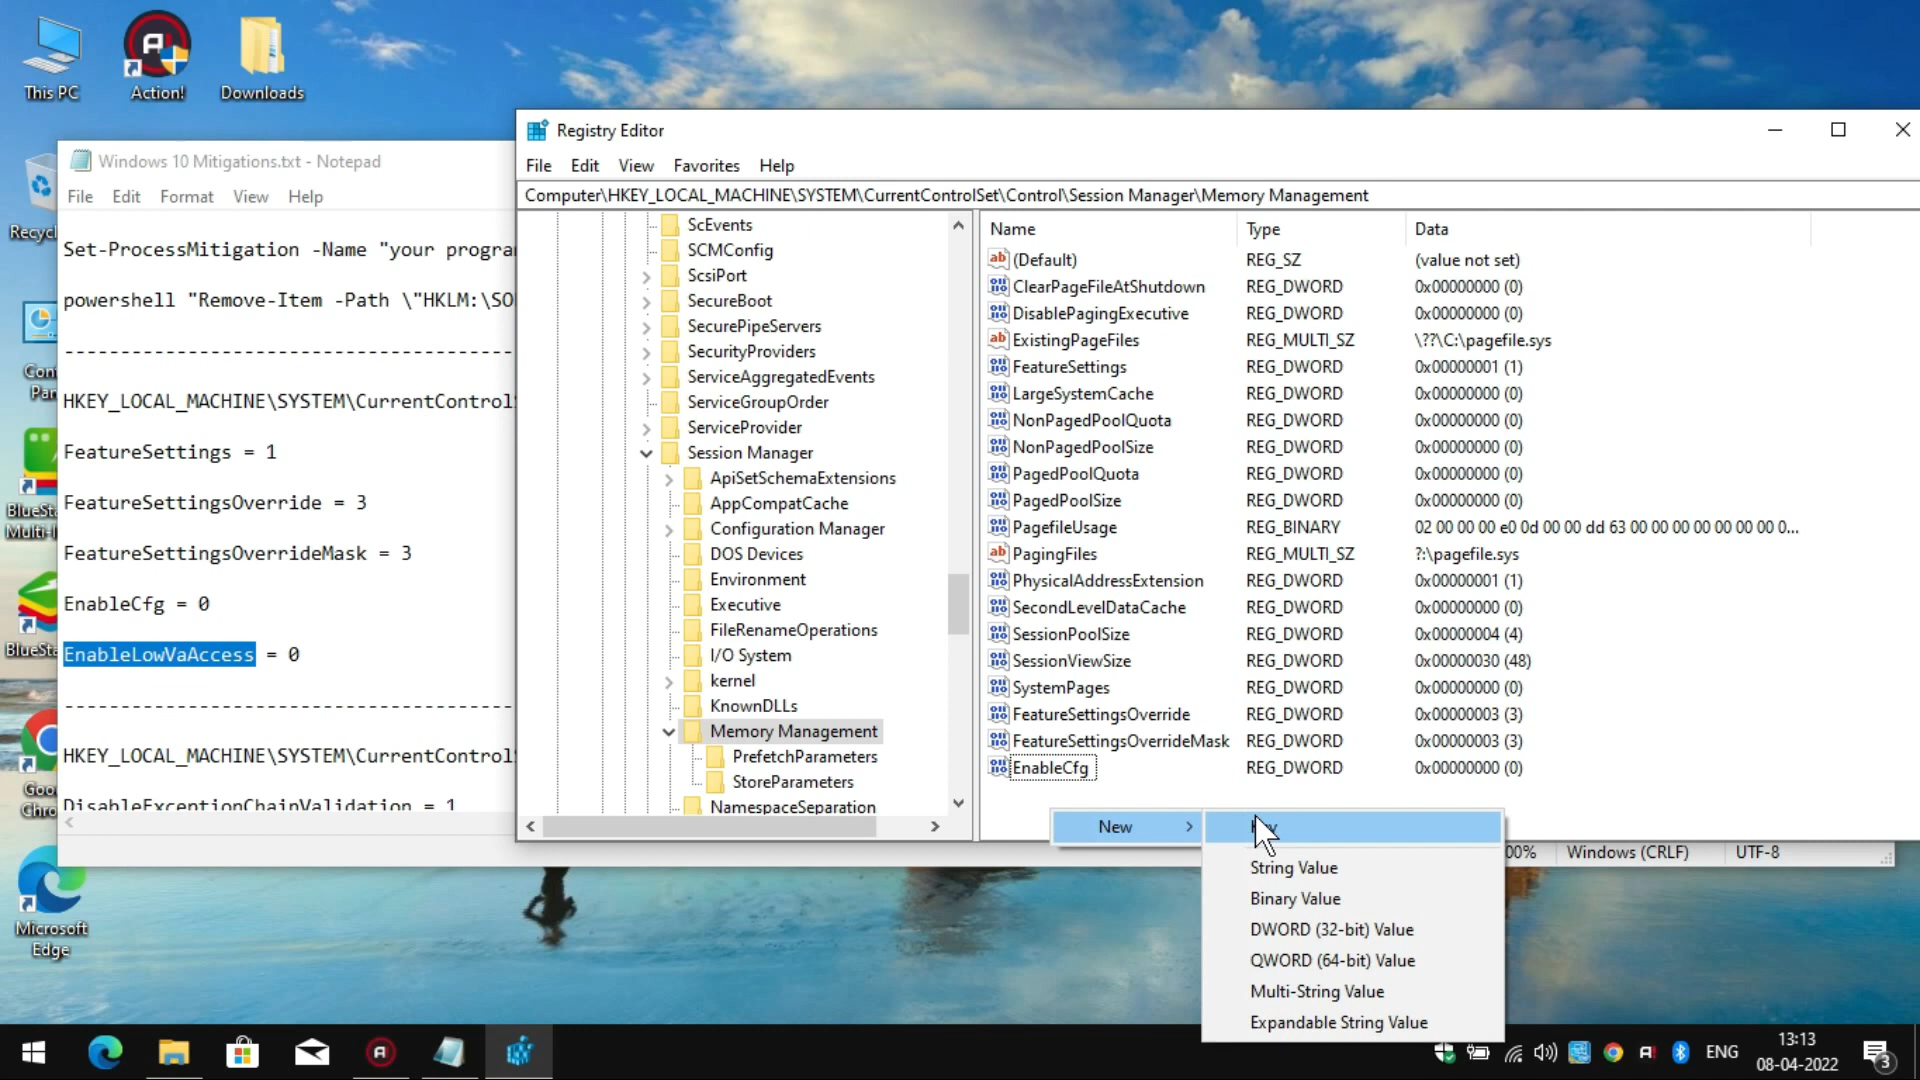 This PC
Action!
Downloads
Windows 10 Mitigations.txt - Notepad
File Edit Format View Help
Set-ProcessMitigation -Name "your
powershell "Remove-Item -Path \"HKLM:\
----------------------------------------
HKEY_LOCAL_MACHINE\SYSTEM\
FeatureSettings = 1
FeatureSettingsOverride = 3
FeatureSettingsOverrideMask = 3
EnableCfg = 0
EnableLowVaAccess = 0
----------------------------------------
HKEY_LOCAL_MACHINE\SYSTEM\
DisableExceptionChainValidation = 1
Registry Editor
File Edit View Favorites Help
Computer\HKEY_LOCAL_MACHINE\SYSTEM\CurrentControlSet\Control\Session Manager\Memory Management
ScEvents
SCMConfig
ScsiPort
SecureBoot
SecurePipeServers
SecurityProviders
ServiceAggregatedEvents
ServiceGroupOrder
ServiceProvider
Session Manager
ApiSetSchemaExtensions
AppCompatCache
Configuration Manager
DOS Devices
Environment
Executive
FileRenameOperations
I/O System
kernel
KnownDLLs
Memory Management
PrefetchParameters
StoreParameters
NamespaceSeparation
Name Type Data
(Default) REG_SZ (value not set)
ClearPageFileAtShutdown REG_DWORD 0x00000000 (0)
DisablePagingExecutive REG_DWORD 0x00000000 (0)
ExistingPageFiles REG_MULTI_SZ \??\C:\pagefile.sys
FeatureSettings REG_DWORD 0x00000001 (1)
LargeSystemCache REG_DWORD 0x00000000 (0)
NonPagedPoolQuota REG_DWORD 0x00000000 (0)
NonPagedPoolSize REG_DWORD 0x00000000 (0)
PagedPoolQuota REG_DWORD 0x00000000 (0)
PagedPoolSize REG_DWORD 0x00000000 (0)
PagefileUsage REG_BINARY 02 00 00 00 e0 0d 00 00 dd 63 00 00 00 00 00 00 0...
PagingFiles REG_MULTI_SZ ?:\pagefile.sys
PhysicalAddressExtension REG_DWORD 0x00000001 (1)
SecondLevelDataCache REG_DWORD 0x00000000 (0)
SessionPoolSize REG_DWORD 0x00000004 (4)
SessionViewSize REG_DWORD 0x00000030 (48)
SystemPages REG_DWORD 0x00000000 (0)
FeatureSettingsOverride REG_DWORD 0x00000003 (3)
FeatureSettingsOverrideMask REG_DWORD 0x00000003 (3)
EnableCfg REG_DWORD 0x00000000 (0)
New
String Value
Binary Value
DWORD (32-bit) Value
QWORD (64-bit) Value
Multi-String Value
Expandable String Value
Windows (CRLF) UTF-8
Microsoft
Edge
ENG
13:13
08-04-2022
3